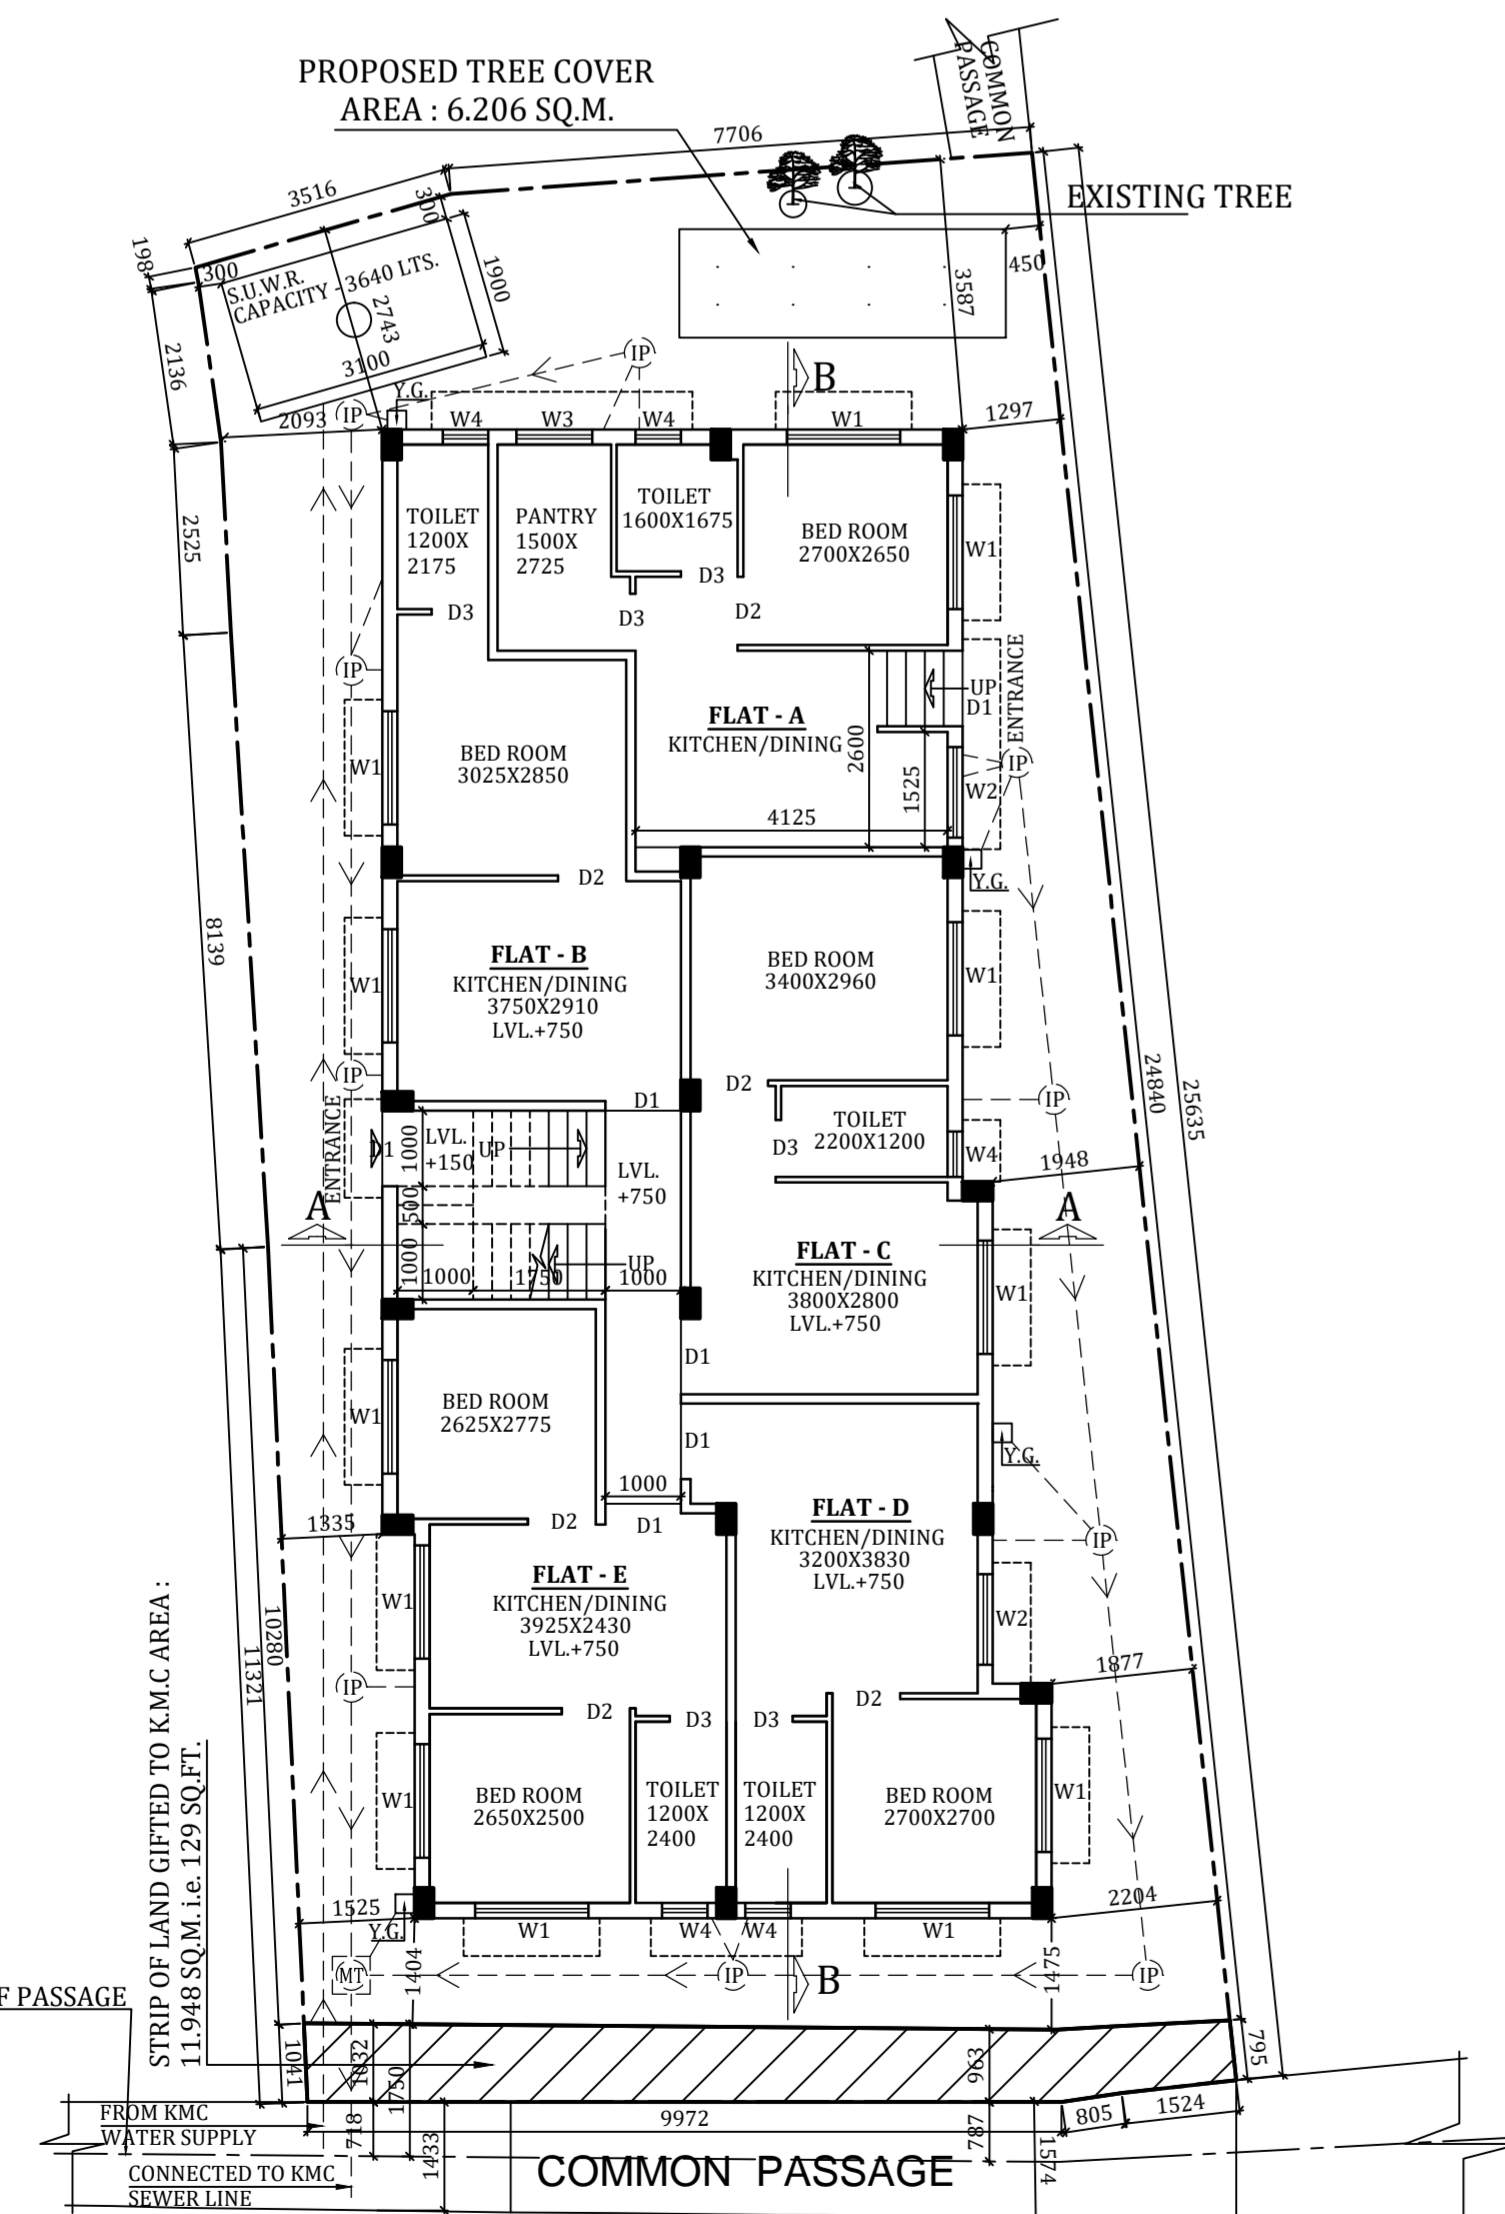 PROPOSED TREE COVER
AREA : 6.206 SQ.M.
COMMON
PASSAGE
7706
3516
300
EXISTING TREE
198
300
S.U.W.R.
CAPACITY - 3640 LTS.
1900
450
3587
2743
2136
3100
IP
B
Y.G.
2093
IP
W4
W3
W4
W1
1297
2525
TOILET
1200X
2175
PANTRY
1500X
2725
TOILET
1600X1675
BED ROOM
2700X2650
W1
D3
D3
D3
D2
IP
ENTRANCE
UP
D1
FLAT - A
KITCHEN/DINING
2600
1525
BED ROOM
3025X2850
W1
IP
W2
4125
D2
Y.G.
8139
FLAT - B
KITCHEN/DINING
3750X2910
LVL.+750
W1
BED ROOM
3400X2960
W1
IP
D2
D1
IP
24840
25635
ENTRANCE
D1
1000
LVL.
+150
UP
LVL.
+750
TOILET
2200X1200
D3
W4
1948
500
A
A
1000
1000
1750
1000
UP
FLAT - C
KITCHEN/DINING
3800X2800
LVL.+750
W1
D1
BED ROOM
2625X2775
W1
D1
Y.G.
1000
1335
D2
D1
FLAT - D
KITCHEN/DINING
3200X3830
LVL.+750
IP
FLAT - E
KITCHEN/DINING
3925X2430
LVL.+750
W1
W2
10280
11321
IP
1877
D2
D3
D3
D2
STRIP OF LAND GIFTED TO K.M.C AREA :
11.948 SQ.M. i.e. 129 SQ.FT.
W1
BED ROOM
2650X2500
TOILET
1200X
2400
TOILET
1200X
2400
BED ROOM
2700X2700
W1
1525
2204
Y.G.
W1
W4
W4
W1
1404
1475
MT
IP
B
IP
F PASSAGE
1041
1032
1750
963
795
718
1433
9972
787
805
1524
1574
FROM KMC
WATER SUPPLY
CONNECTED TO KMC
SEWER LINE
COMMON PASSAGE